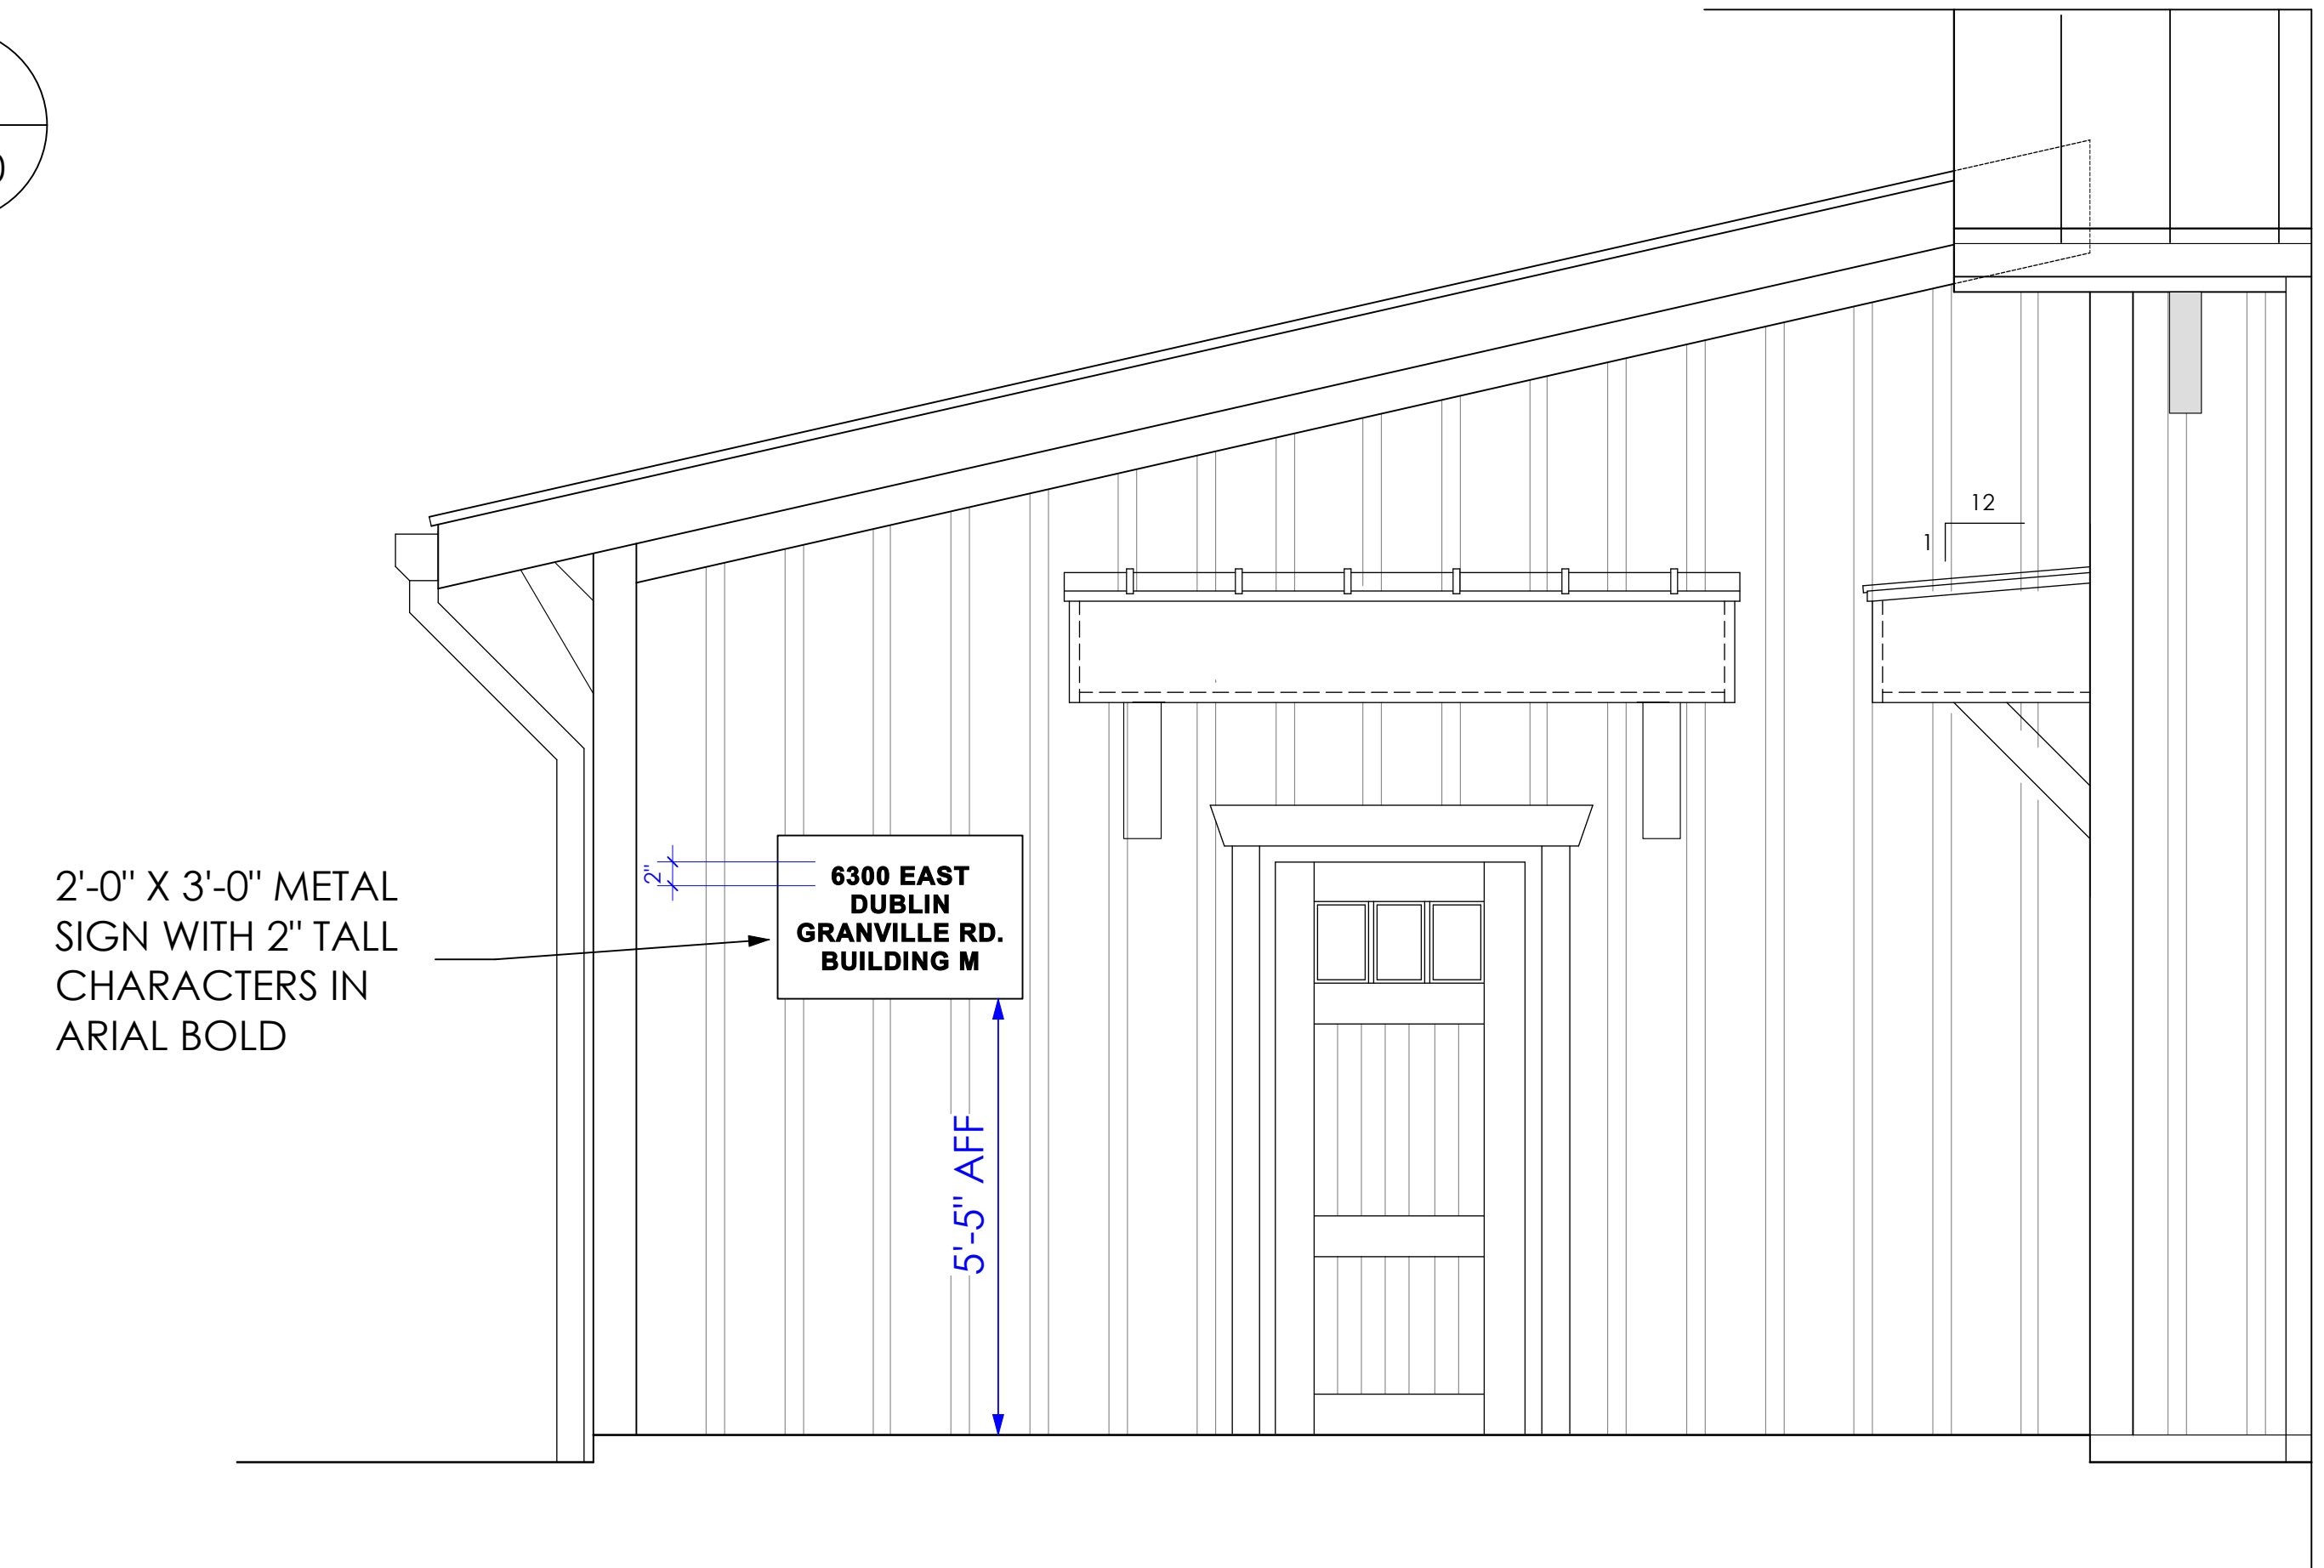 12
1
2'-0" X 3'-0" METAL
SIGN WITH 2" TALL
CHARACTERS IN
ARIAL BOLD
2"
6300 EAST
DUBLIN
GRANVILLE RD.
BUILDING M
5'-5" AFF